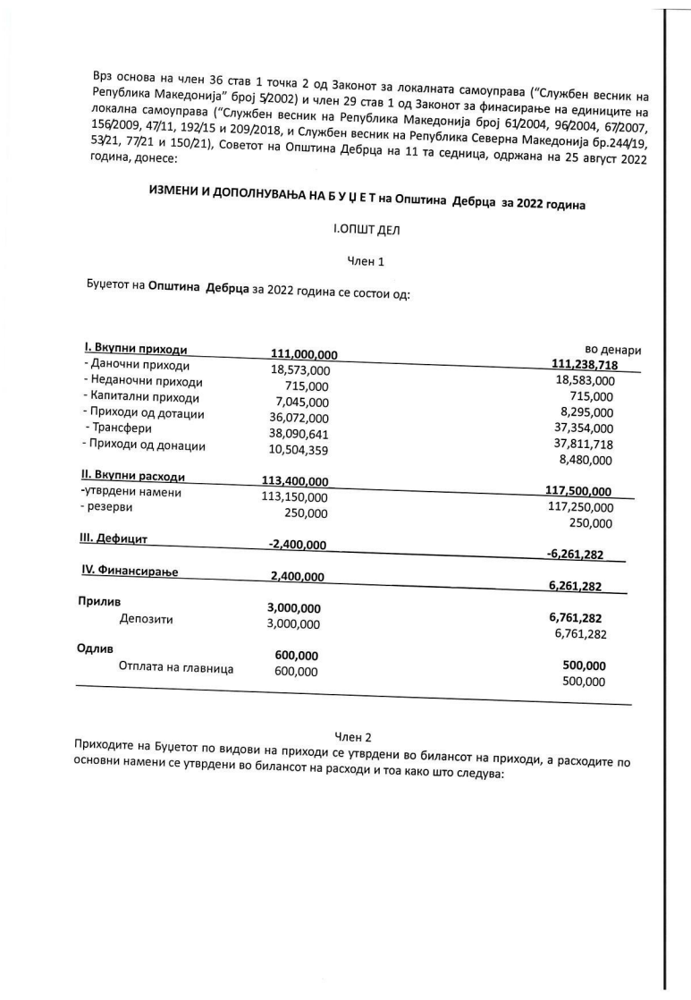 Врз основа на член 36 став 1 точка 2 од Законот за локалната самоуправа (“Службен весник на
Република Македонија” број 5/2002) и член 29 став 1 од Законот за финасирање на единиците на
локална самоуправа (“Службен весник на Република Македонија број 61/2004, 96/2004, 67/2007,
156/2009, 47/11, 192/15 и 209/2018, и Службен весник на Република Северна Македонија бр.244/19,
53/21, 77/21 и 150/21), Советот на Општина Дебрца на 11 та седница, одржана на 25 август 2022
година, донесе:
ИЗМЕНИ И ДОПОЛНУВАЊА НА Б У Џ Е Т на Општина Дебрца за 2022 година
I.ОПШТ ДЕЛ
Член 1
Буџетот на Општина Дебрца за 2022 година се состои од:
во денари
I. Вкупни приходи 111,000,000 111,238,718
- Даночни приходи 18,573,000 18,583,000
- Неданочни приходи 715,000 715,000
- Капитални приходи 7,045,000 8,295,000
- Приходи од дотации 36,072,000 37,354,000
- Трансфери 38,090,641 37,811,718
- Приходи од донации 10,504,359 8,480,000
II. Вкупни расходи 113,400,000 117,500,000
-утврдени намени 113,150,000 117,250,000
- резерви 250,000 250,000
III. Дефицит -2,400,000 -6,261,282
IV. Финансирање 2,400,000 6,261,282
Прилив 3,000,000 6,761,282
Депозити 3,000,000 6,761,282
Одлив 600,000 500,000
Отплата на главница 600,000 500,000
Член 2
Приходите на Буџетот по видови на приходи се утврдени во билансот на приходи, а расходите по
основни намени се утврдени во билансот на расходи и тоа како што следува: